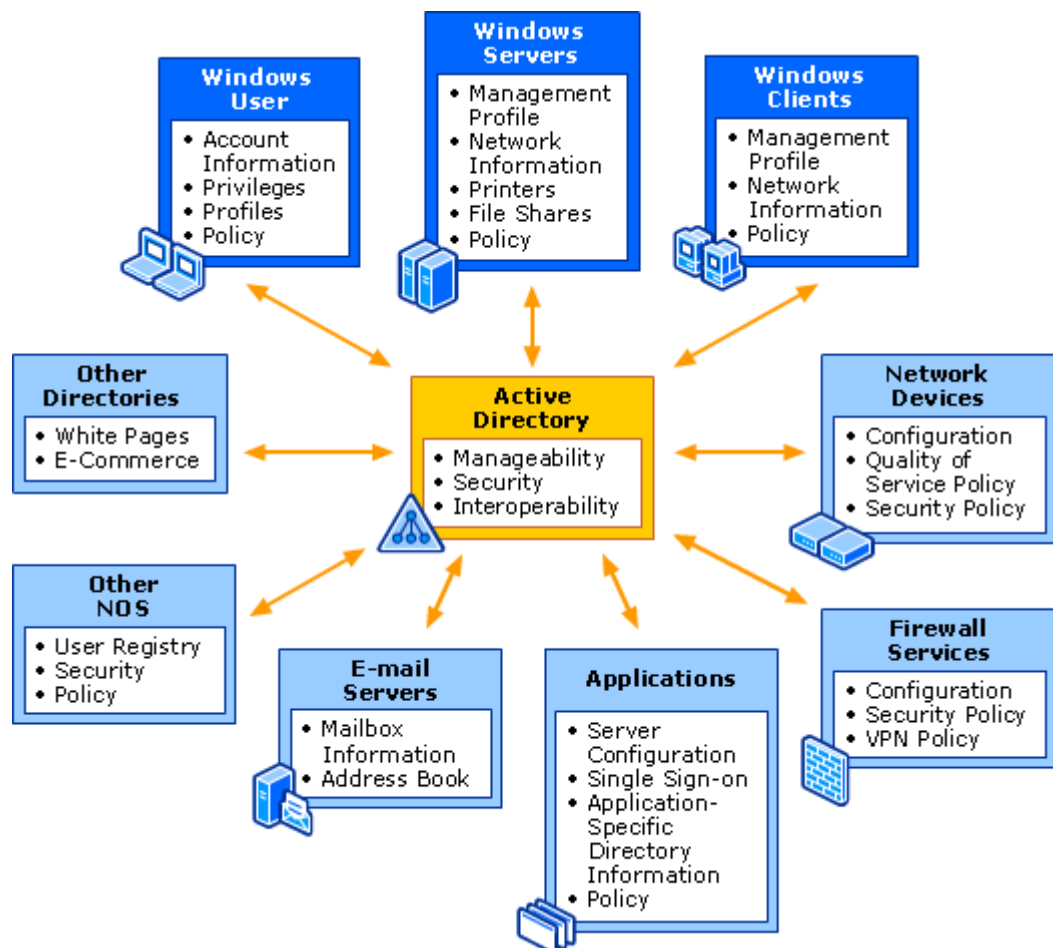 Windows
User
• Account
Information
• Privileges
• Profiles
• Policy
Windows
Servers
• Management
Profile
• Network
Information
• Printers
• File Shares
• Policy
Windows
Clients
• Management
Profile
• Network
Information
• Policy
Other
Directories
• White Pages
• E-Commerce
Active
Directory
• Manageability
• Security
• Interoperability
Network
Devices
• Configuration
• Quality of
Service Policy
• Security Policy
Other
NOS
• User Registry
• Security
• Policy
E-mail
Servers
• Mailbox
Information
• Address Book
Applications
• Server
Configuration
• Single Sign-on
• Application-
Specific
Directory
Information
• Policy
Firewall
Services
• Configuration
• Security Policy
• VPN Policy